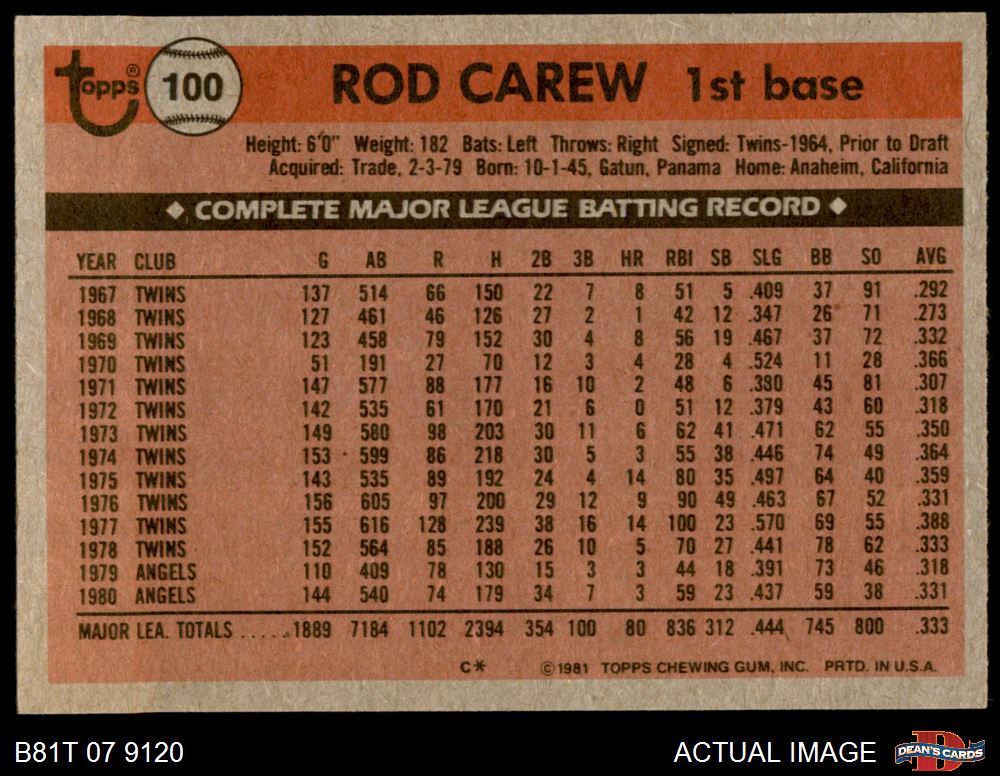 topps® 100 ROD CAREW 1st base
Height: 6'0" Weight: 182 Bats: Left Throws: Right Signed: Twins-1964, Prior to Draft
Acquired: Trade, 2-3-79 Born: 10-1-45, Gatun, Panama Home: Anaheim, California
◆ COMPLETE MAJOR LEAGUE BATTING RECORD ◆
YEAR CLUB G AB R H 2B 3B HR RBI SB SLG BB SO AVG
1967 TWINS 137 514 66 150 22 7 8 51 5 .409 37 91 .292
1968 TWINS 127 461 46 126 27 2 1 42 12 .347 26 71 .273
1969 TWINS 123 458 79 152 30 4 8 56 19 .467 37 72 .332
1970 TWINS 51 191 27 70 12 3 4 28 4 .524 11 28 .366
1971 TWINS 147 577 88 177 16 10 2 48 6 .380 45 81 .307
1972 TWINS 142 535 61 170 21 6 0 51 12 .379 43 60 .318
1973 TWINS 149 580 98 203 30 11 6 62 41 .471 62 55 .350
1974 TWINS 153 599 86 218 30 5 3 55 38 .446 74 49 .364
1975 TWINS 143 535 89 192 24 4 14 80 35 .497 64 40 .359
1976 TWINS 156 605 97 200 29 12 9 90 49 .463 67 52 .331
1977 TWINS 155 616 128 239 38 16 14 100 23 .570 69 55 .388
1978 TWINS 152 564 85 188 26 10 5 70 27 .441 78 62 .333
1979 ANGELS 110 409 78 130 15 3 3 44 18 .391 73 46 .318
1980 ANGELS 144 540 74 179 34 7 3 59 23 .437 59 38 .331
MAJOR LEA. TOTALS ..... 1889 7184 1102 2394 354 100 80 836 312 .444 745 800 .333
C* ©1981 TOPPS CHEWING GUM, INC. PRTD. IN U.S.A.
B81T 07 9120 ACTUAL IMAGE DEAN'S CARDS